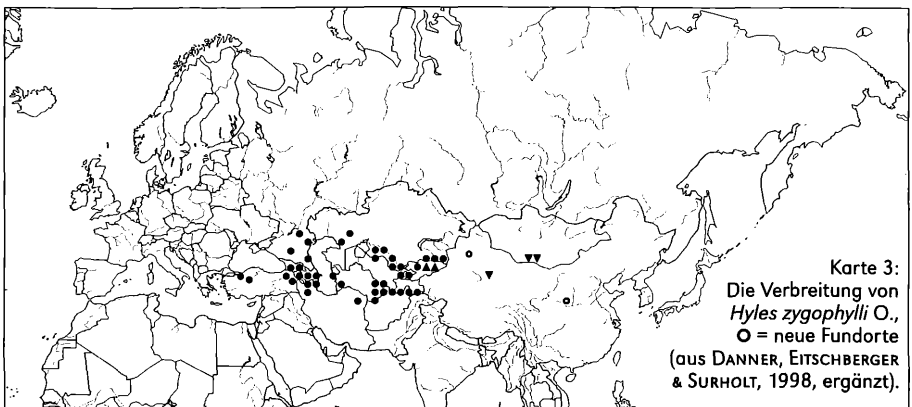 Karte 3:
Die Verbreitung von
Hyles zygophylli O.,
O = neue Fundorte
(aus DANNER, EITSCHBERGER
& SURHOLT, 1998, ergänzt).